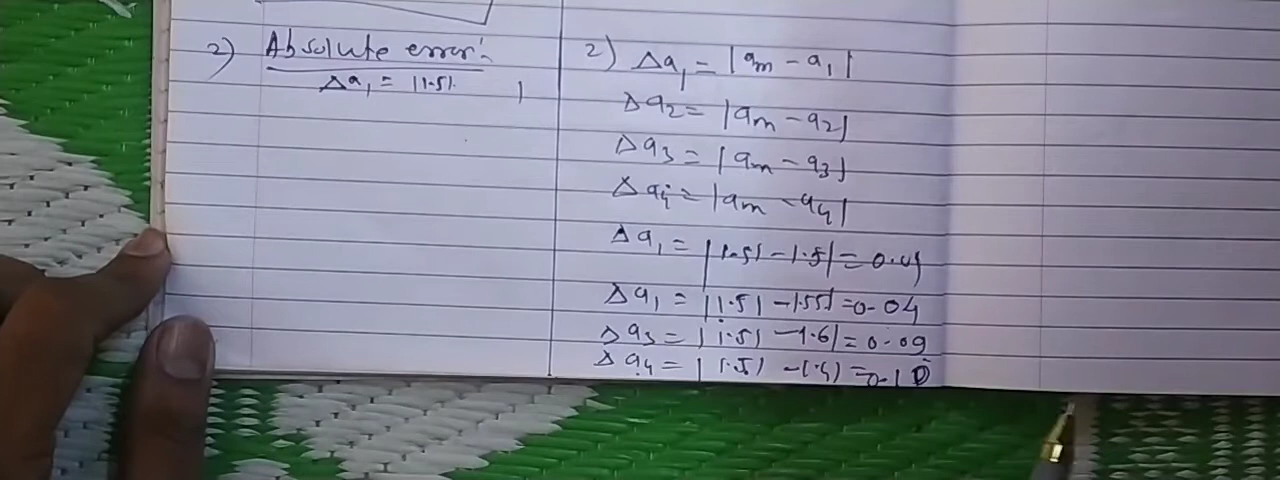 2) Absolute error:
Δa₁ = |1.51
2) Δa₁ = |am - a₁|
Δa₂ = |am - a₂|
Δa₃ = |am - a₃|
Δa₄ = |am - a₄|
Δa₁ = |1.51 - 1.5| = 0.01
Δa₁ = |1.51 - 1.55| = 0.04
Δa₃ = |1.51 - 1.6| = 0.09
Δa₄ = |1.51 - 1.4| = 0.10